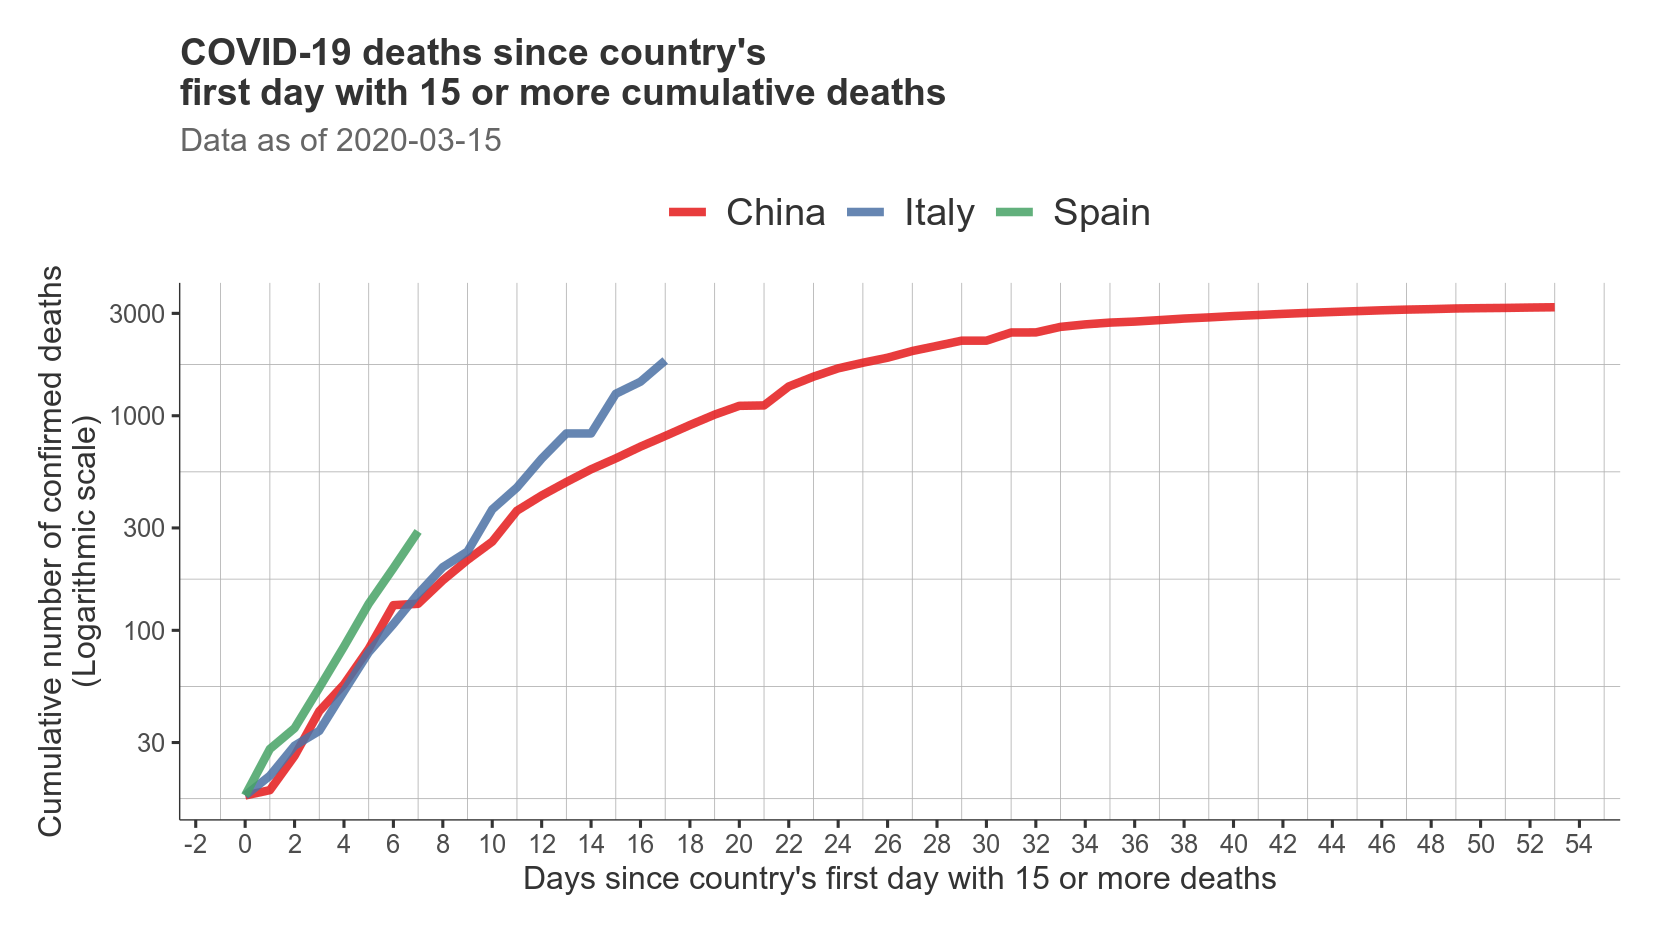 COVID-19 deaths since country's
first day with 15 or more cumulative deaths
Data as of 2020-03-15
China Italy Spain
Cumulative number of confirmed deaths
(Logarithmic scale)
3000
1000
300
100
30
-2 0 2 4 6 8 10 12 14 16 18 20 22 24 26 28 30 32 34 36 38 40 42 44 46 48 50 52 54
Days since country's first day with 15 or more deaths